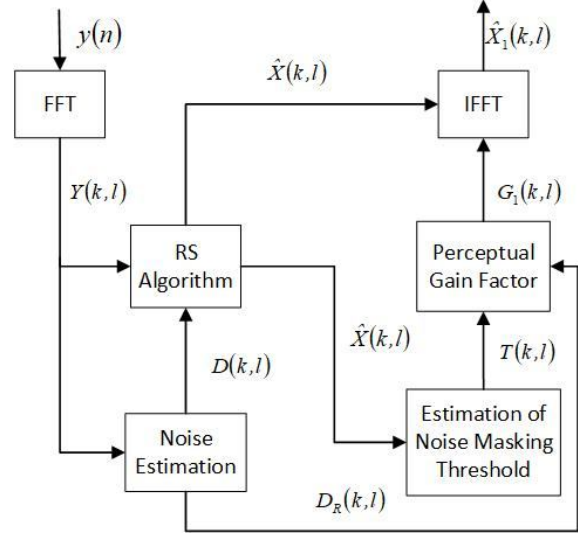 y(n)
X̂₁(k,l)
FFT
X̂(k,l)
IFFT
Y(k,l)
G₁(k,l)
RS
Algorithm
Perceptual
Gain Factor
D(k,l)
X̂(k,l)
T(k,l)
Noise
Estimation
Estimation of
Noise Masking
Threshold
D_R(k,l)